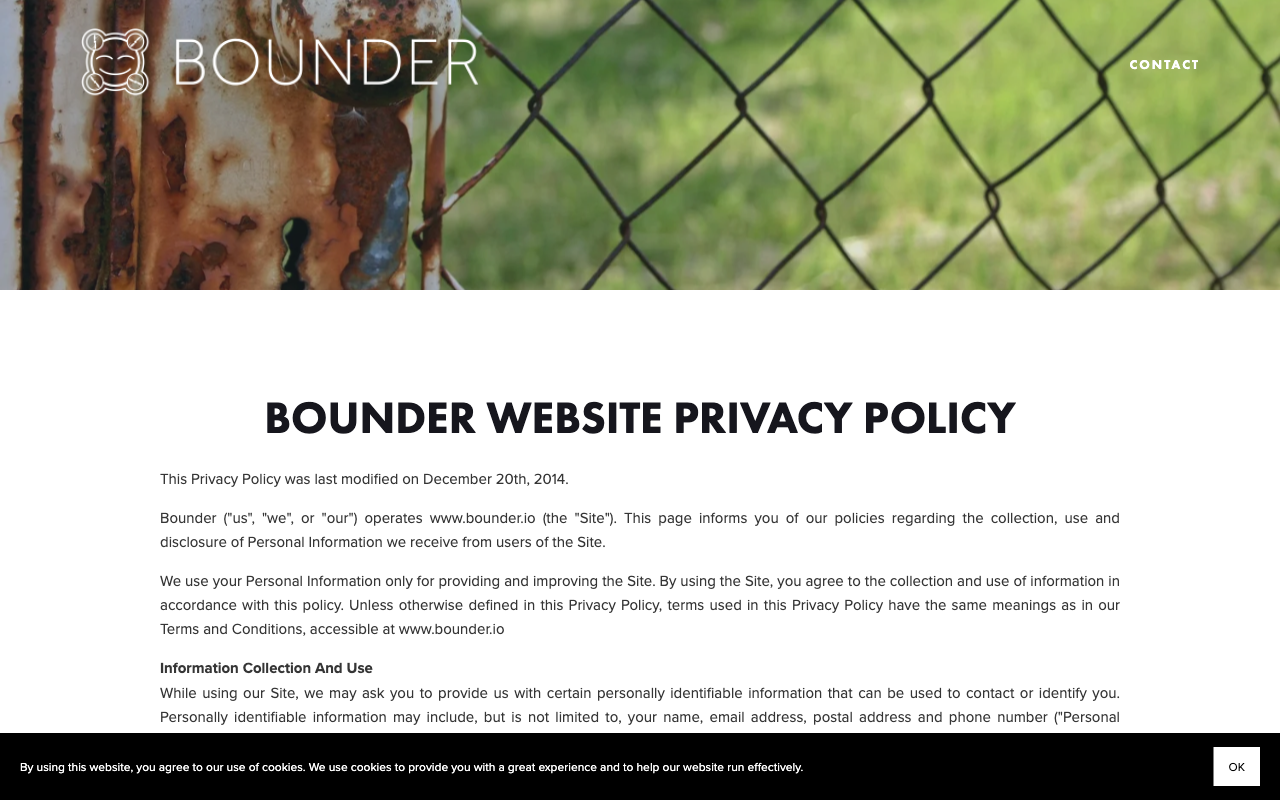 BOUNDER
CONTACT
BOUNDER WEBSITE PRIVACY POLICY
This Privacy Policy was last modified on December 20th, 2014.
Bounder ("us", "we", or "our") operates www.bounder.io (the "Site"). This page informs you of our policies regarding the collection, use and
disclosure of Personal Information we receive from users of the Site.
We use your Personal Information only for providing and improving the Site. By using the Site, you agree to the collection and use of information in
accordance with this policy. Unless otherwise defined in this Privacy Policy, terms used in this Privacy Policy have the same meanings as in our
Terms and Conditions, accessible at www.bounder.io
Information Collection And Use
While using our Site, we may ask you to provide us with certain personally identifiable information that can be used to contact or identify you.
Personally identifiable information may include, but is not limited to, your name, email address, postal address and phone number ("Personal
By using this website, you agree to our use of cookies. We use cookies to provide you with a great experience and to help our website run effectively.
OK